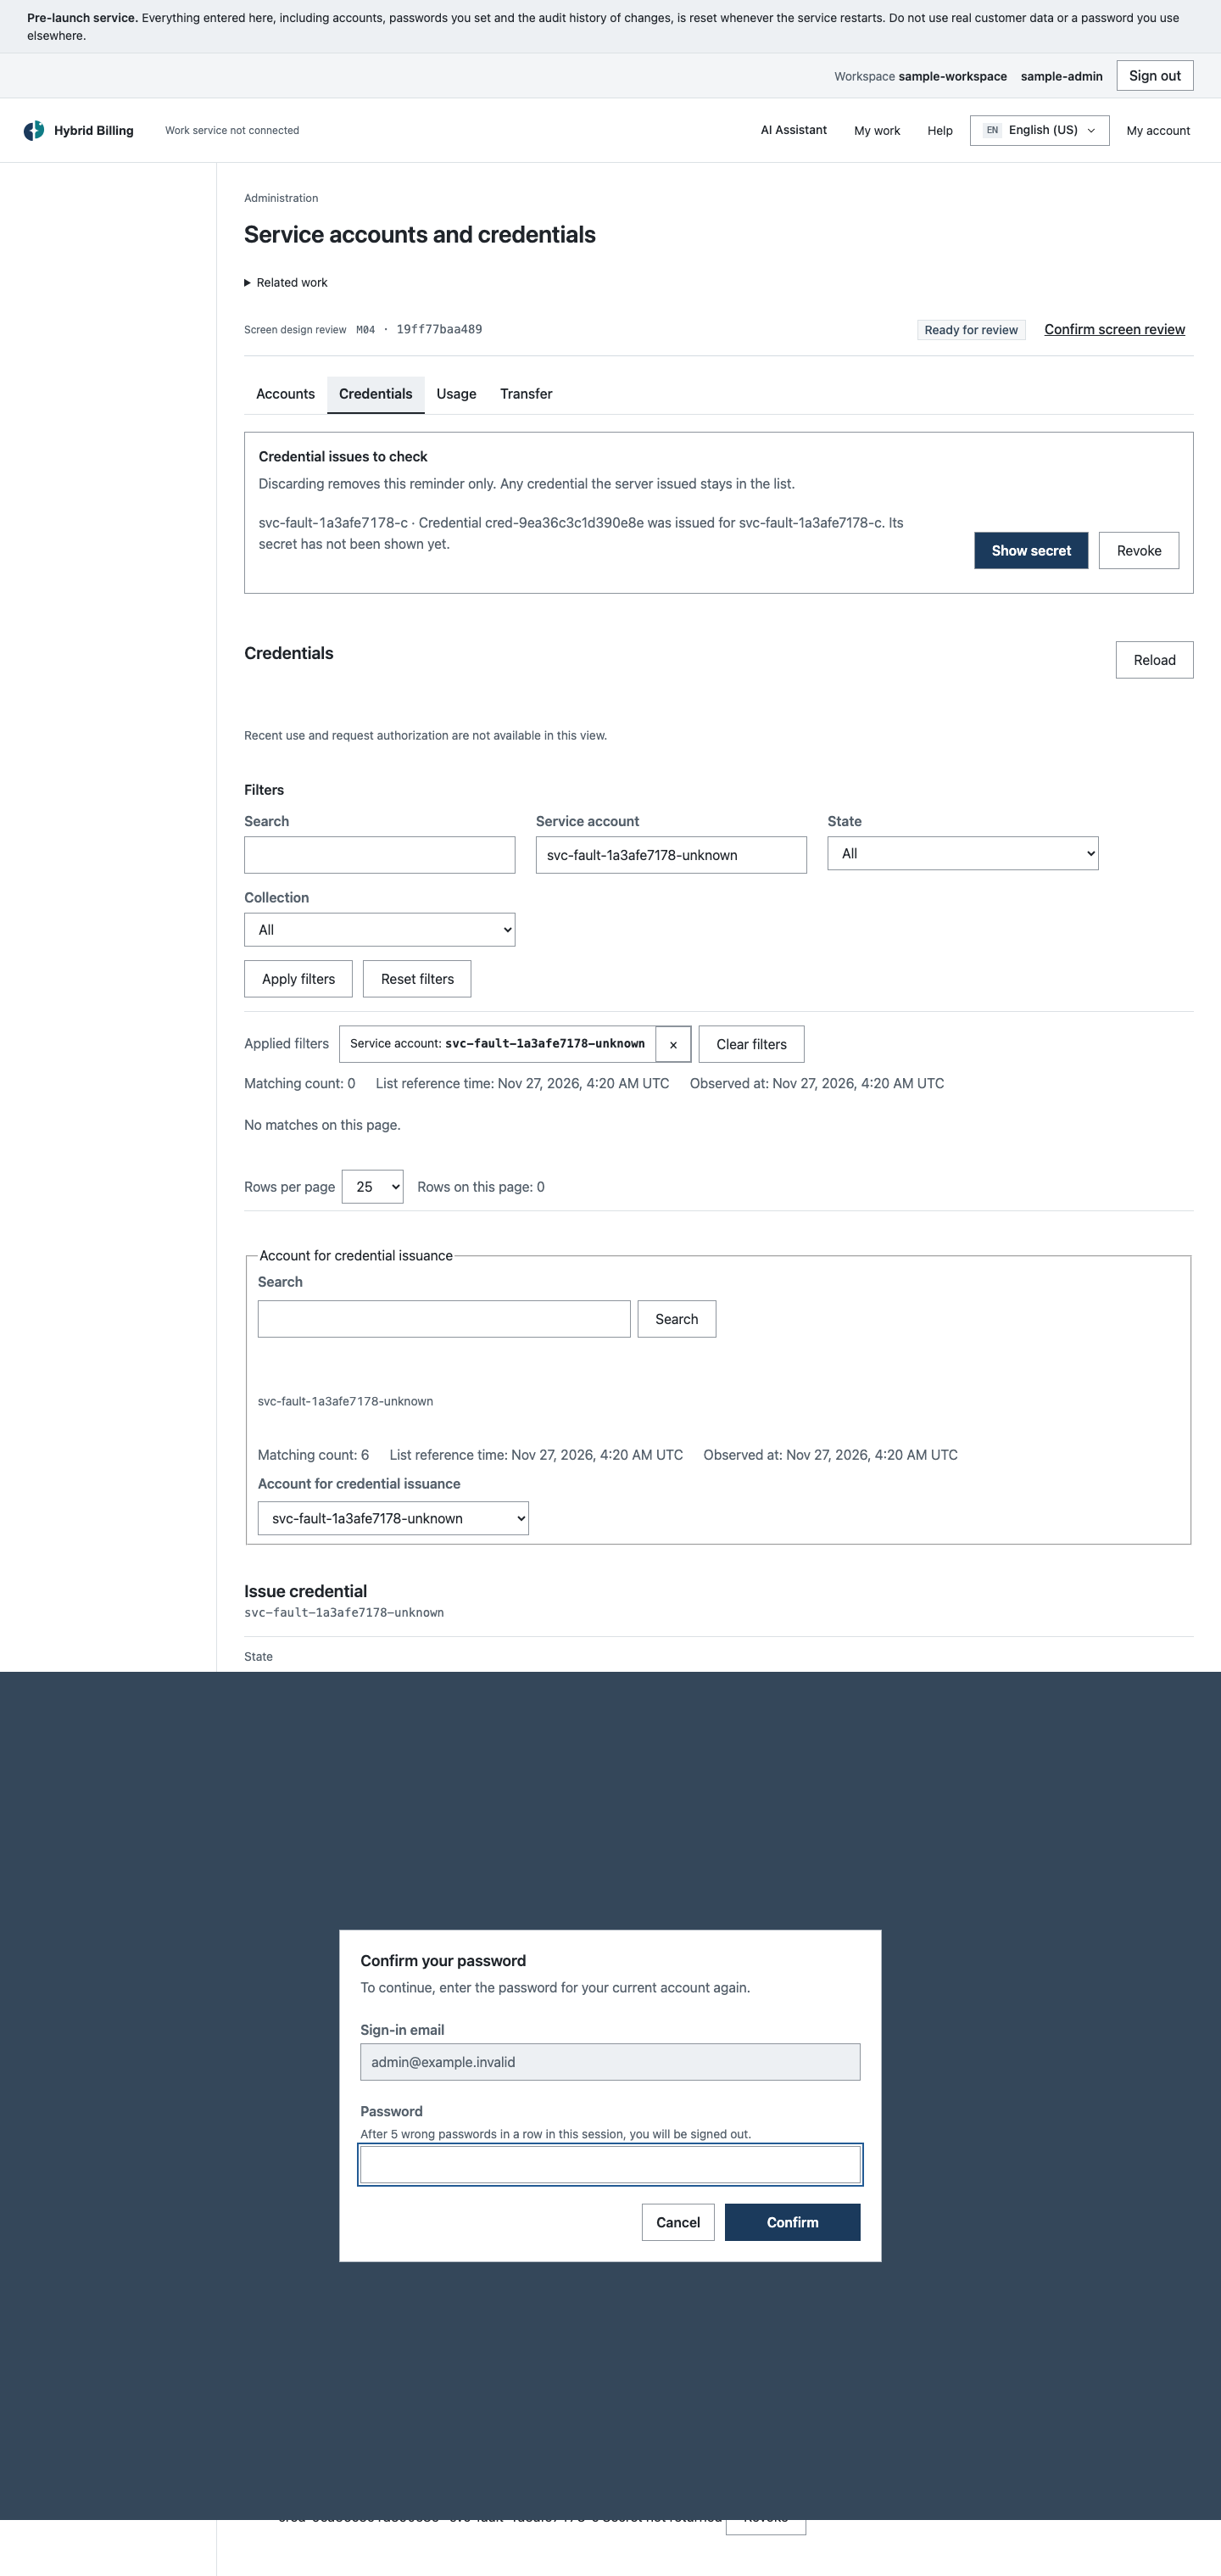 Pre-launch service. Everything entered here, including accounts, passwords you set and the audit history of changes, is reset whenever the service restarts. Do not use real customer data or a password you use
elsewhere.
Workspace sample-workspace sample-admin Sign out
Hybrid Billing Work service not connected AI Assistant My work Help EN English (US) My account
Administration
Service accounts and credentials
Related work
Screen design review M04 · 19ff77baa489 Ready for review Confirm screen review
Accounts Credentials Usage Transfer
Credential issues to check
Discarding removes this reminder only. Any credential the server issued stays in the list.
svc-fault-1a3afe7178-c · Credential cred-9ea36c3c1d390e8e was issued for svc-fault-1a3afe7178-c. Its
secret has not been shown yet.
Show secret Revoke
Credentials
Reload
Recent use and request authorization are not available in this view.
Filters
Search Service account State
svc-fault-1a3afe7178-unknown All
Collection
All
Apply filters Reset filters
Applied filters Service account: svc-fault-1a3afe7178-unknown × Clear filters
Matching count: 0 List reference time: Nov 27, 2026, 4:20 AM UTC Observed at: Nov 27, 2026, 4:20 AM UTC
No matches on this page.
Rows per page 25 Rows on this page: 0
Account for credential issuance
Search
Search
svc-fault-1a3afe7178-unknown
Matching count: 6 List reference time: Nov 27, 2026, 4:20 AM UTC Observed at: Nov 27, 2026, 4:20 AM UTC
Account for credential issuance
svc-fault-1a3afe7178-unknown
Issue credential
svc-fault-1a3afe7178-unknown
State
Confirm your password
To continue, enter the password for your current account again.
Sign-in email
admin@example.invalid
Password
After 5 wrong passwords in a row in this session, you will be signed out.
Cancel Confirm